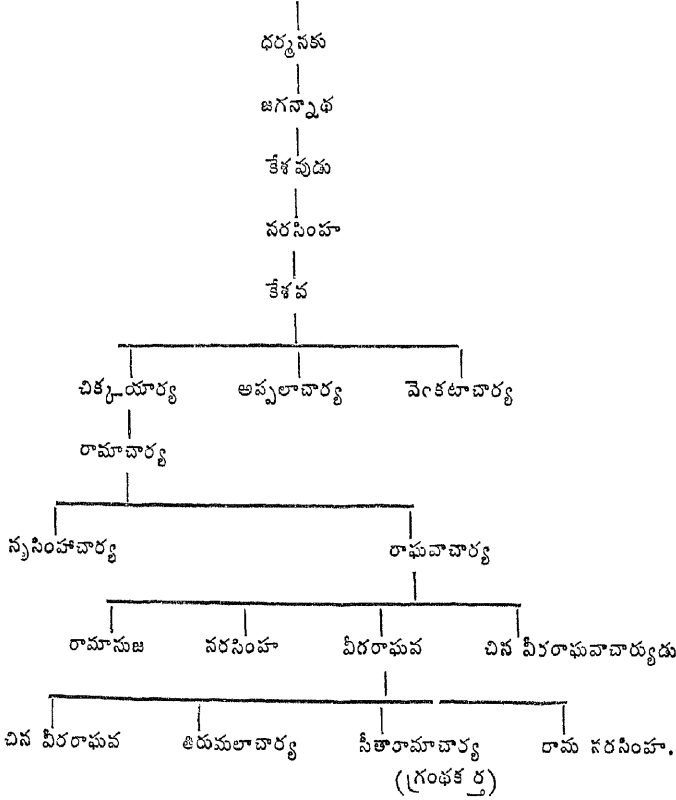 ధర్మనకు
జగన్నాథ
కేశవుడు
నరసింహ
కేశవ
చిక్కయార్య అప్పలాచార్య వెంకటాచార్య
రామాచార్య
నృసింహాచార్య రాఘవాచార్య
రామానుజ నరసింహ వీరరాఘవ చిన వీరరాఘవాచార్యుడు
చిన వీరరాఘవ తిరుమలాచార్య సీతారామాచార్య రామ నరసింహ.
(గ్రంథకర్త)